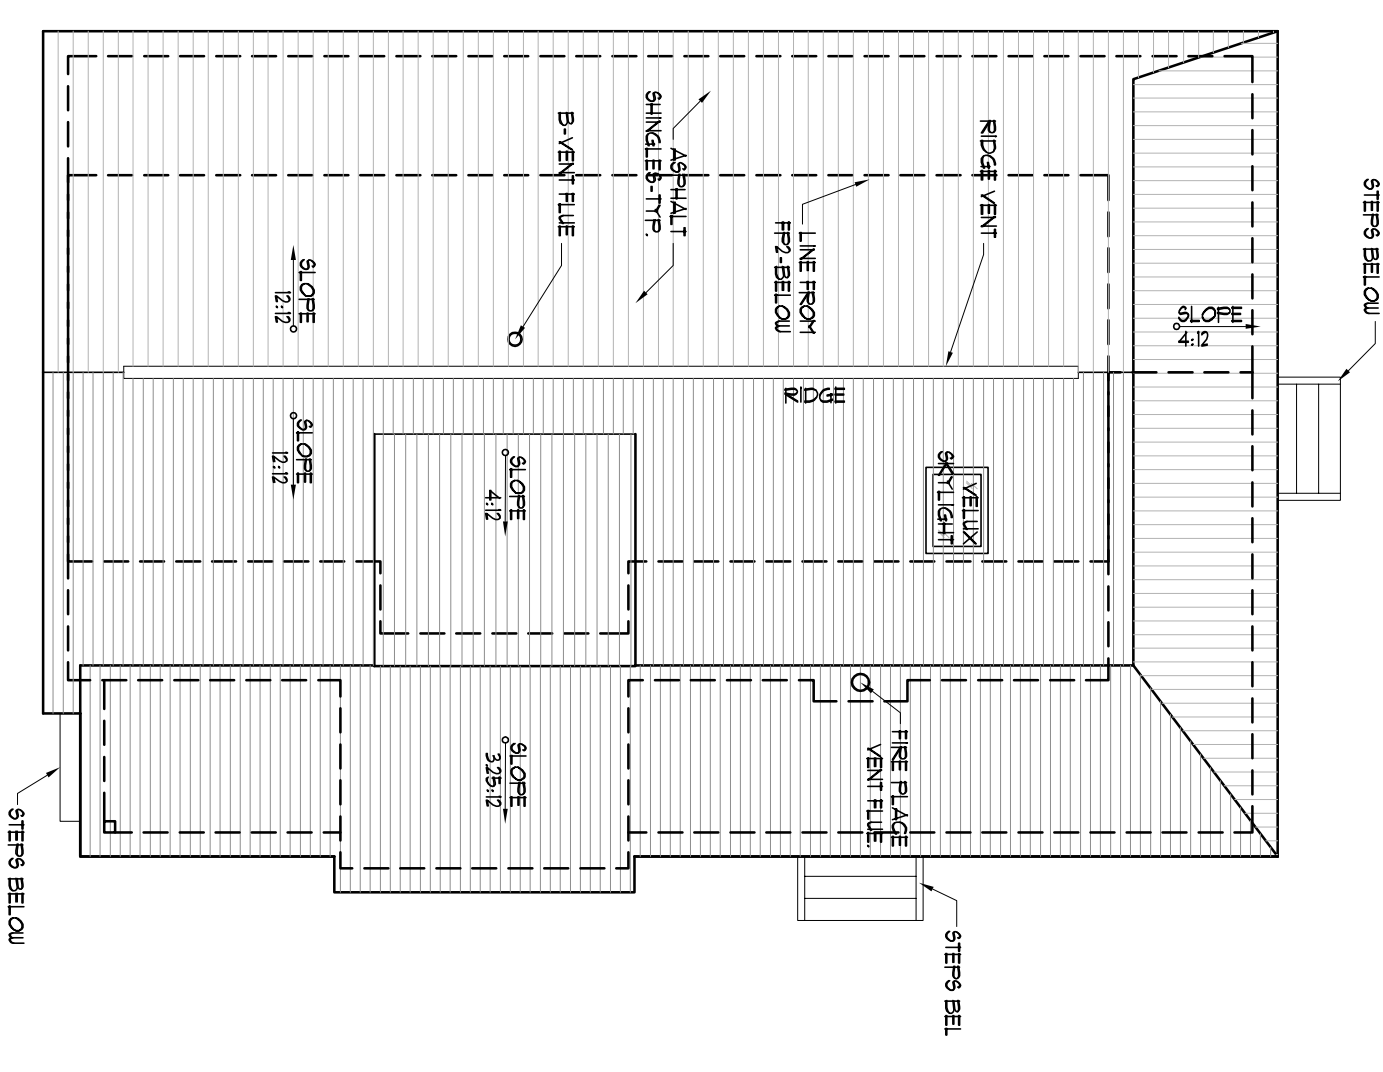 STEPS BELOW
RIDGE VENT
LINE FROM
FP2-BELOW
ASPHALT
SHINGLES-TYP.
B-VENT FLUE
SLOPE
12:12
SLOPE
4:12
RIDGE
SLOPE
12:12
SLOPE
4:12
VELUX
SKYLIGHT
SLOPE
3.25:12
FIRE PLACE
VENT FLUE.
STEPS BELOW
STEPS BEL